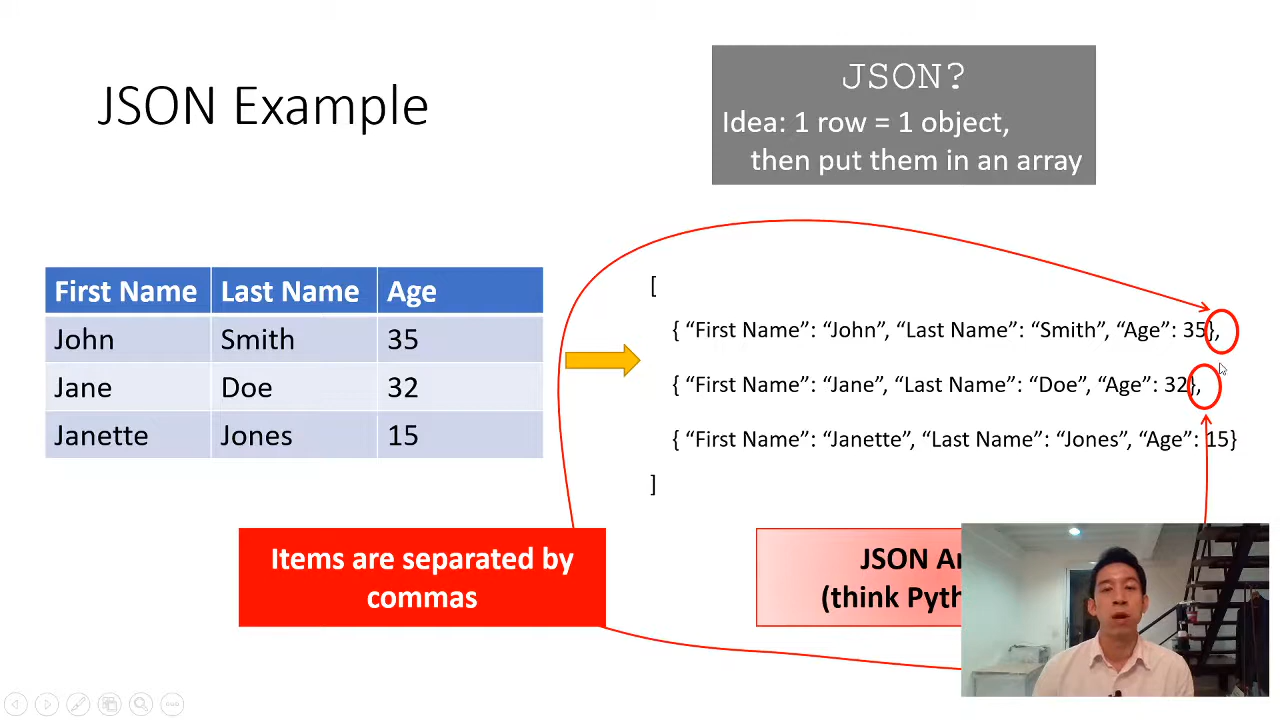 JSON Example
JSON?
Idea: 1 row = 1 object,
then put them in an array
First Name Last Name Age
John Smith 35
Jane Doe 32
Janette Jones 15
[
{ “First Name”: “John”, “Last Name”: “Smith”, “Age”: 35},
{ “First Name”: “Jane”, “Last Name”: “Doe”, “Age”: 32},
{ “First Name”: “Janette”, “Last Name”: “Jones”, “Age”: 15}
]
Items are separated by
commas
JSON
(think